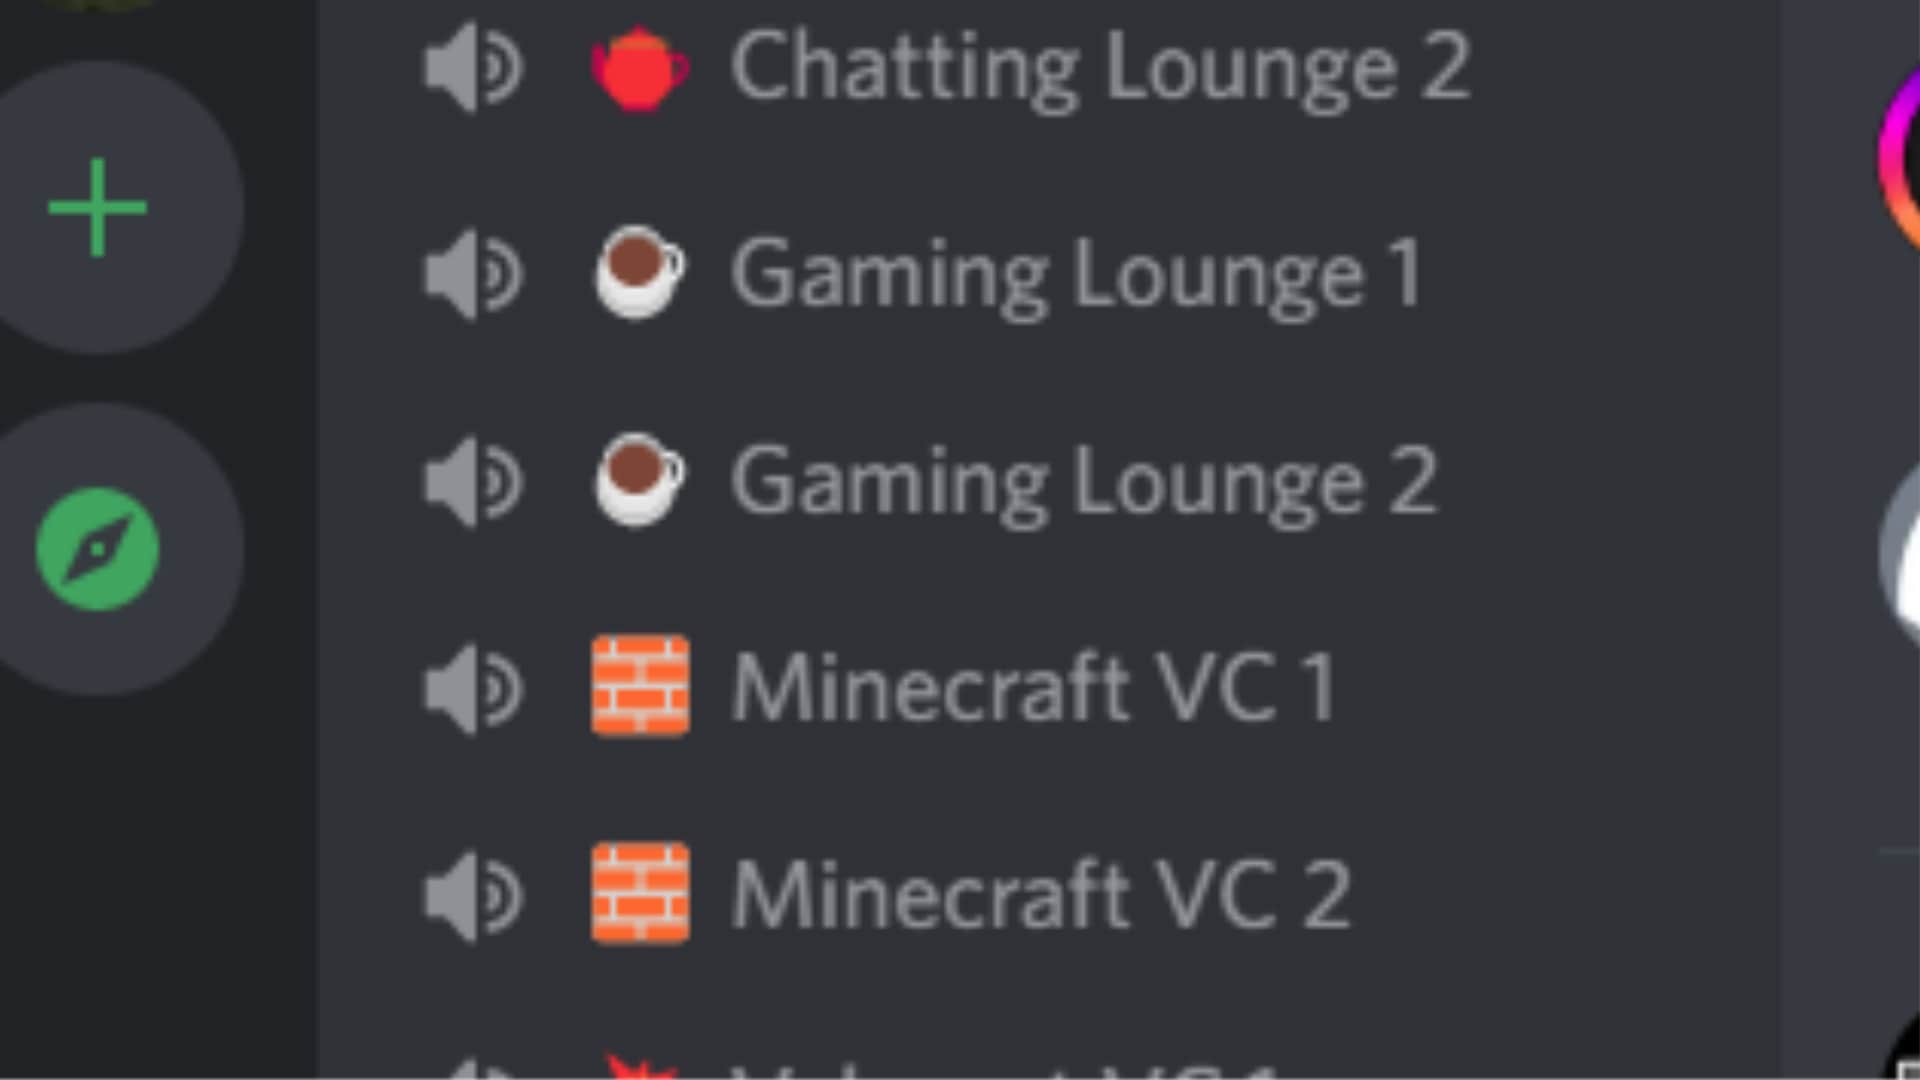 Chatting Lounge 2
Gaming Lounge 1
Gaming Lounge 2
Minecraft VC 1
Minecraft VC 2